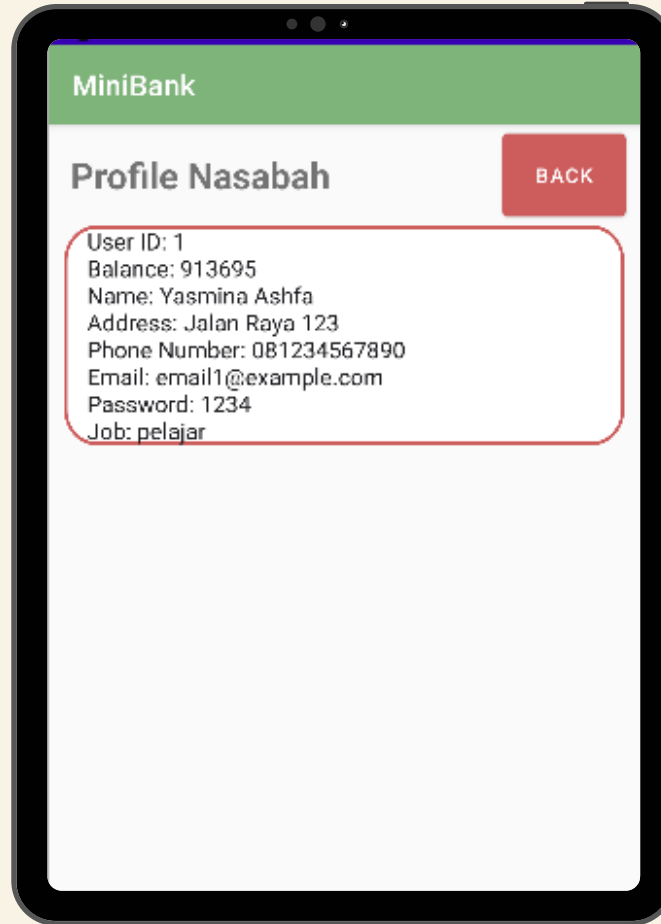 MiniBank
Profile Nasabah
BACK
User ID: 1
Balance: 913695
Name: Yasmina Ashfa
Address: Jalan Raya 123
Phone Number: 081234567890
Email: email1@example.com
Password: 1234
Job: pelajar